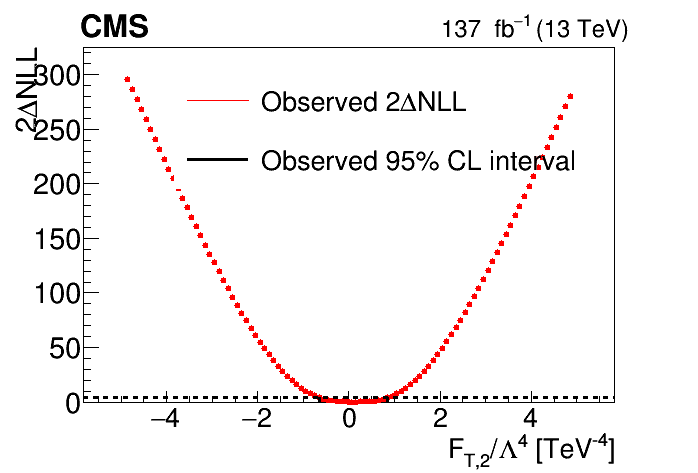 CMS
137 fb⁻¹ (13 TeV)
2ΔNLL
300
250
200
150
100
50
0
Observed 2ΔNLL
Observed 95% CL interval
−4 −2 0 2 4
F_{T,2}/Λ⁴ [TeV⁻⁴]